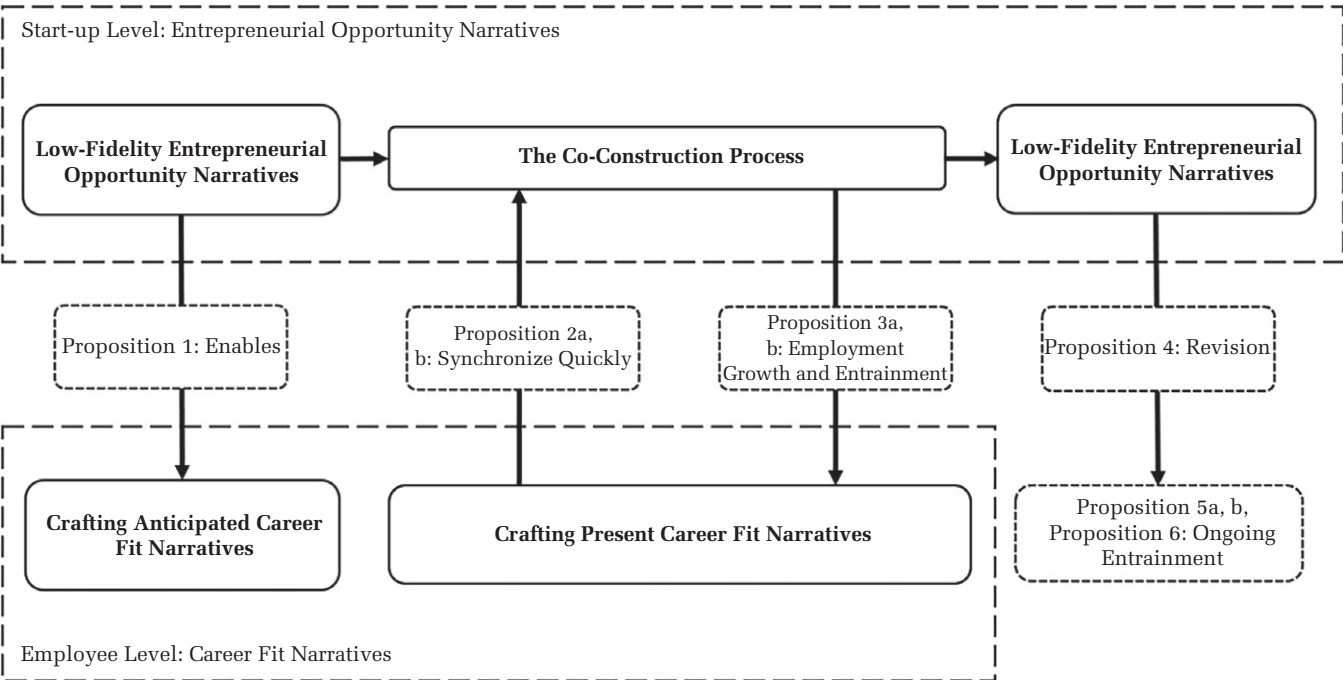 Start-up Level: Entrepreneurial Opportunity Narratives
Low-Fidelity Entrepreneurial
Opportunity Narratives
The Co-Construction Process
Low-Fidelity Entrepreneurial
Opportunity Narratives
Proposition 1: Enables
Proposition 2a,
b: Synchronize Quickly
Proposition 3a,
b: Employment
Growth and Entrainment
Proposition 4: Revision
Crafting Anticipated Career
Fit Narratives
Crafting Present Career Fit Narratives
Proposition 5a, b,
Proposition 6: Ongoing
Entrainment
Employee Level: Career Fit Narratives